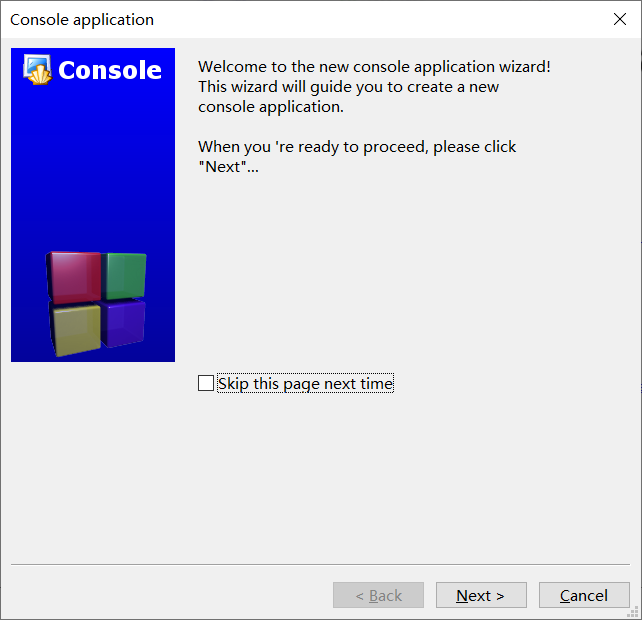 Console application
Console
Welcome to the new console application wizard!
This wizard will guide you to create a new
console application.
When you 're ready to proceed, please click
"Next"...
Skip this page next time
< Back
Next >
Cancel